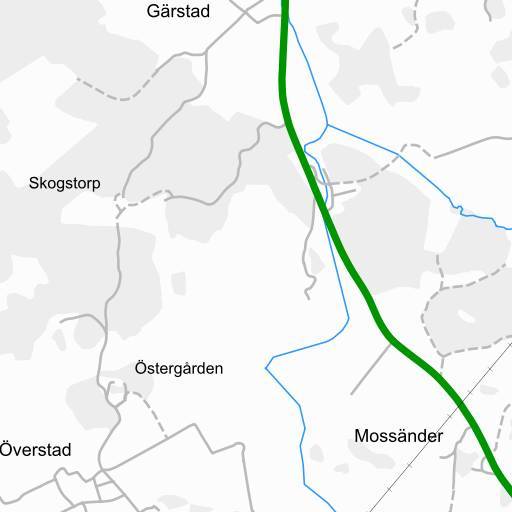 Gärstad
Skogstorp
Östergården
Mossänder
Överstad